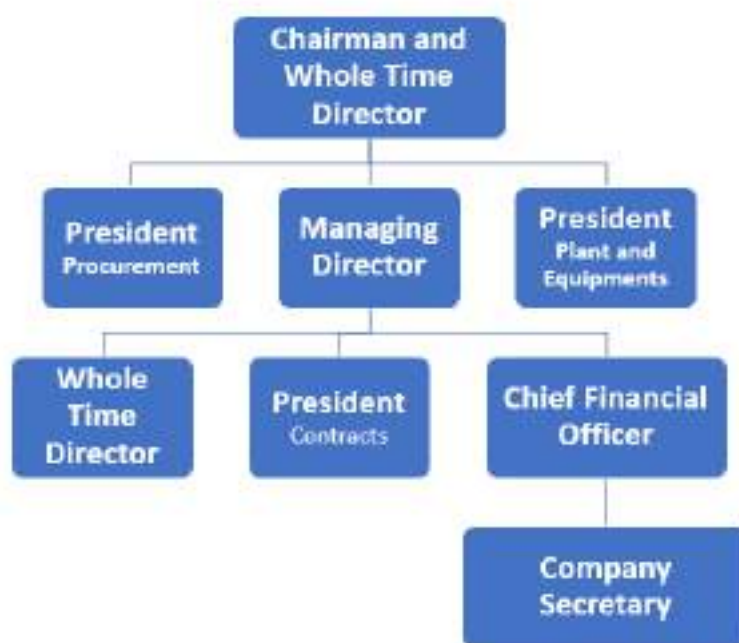 Chairman and
Whole Time
Director
President
Procurement
Managing
Director
President
Plant and
Equipments
Whole
Time
Director
President
Contracts
Chief Financial
Officer
Company
Secretary